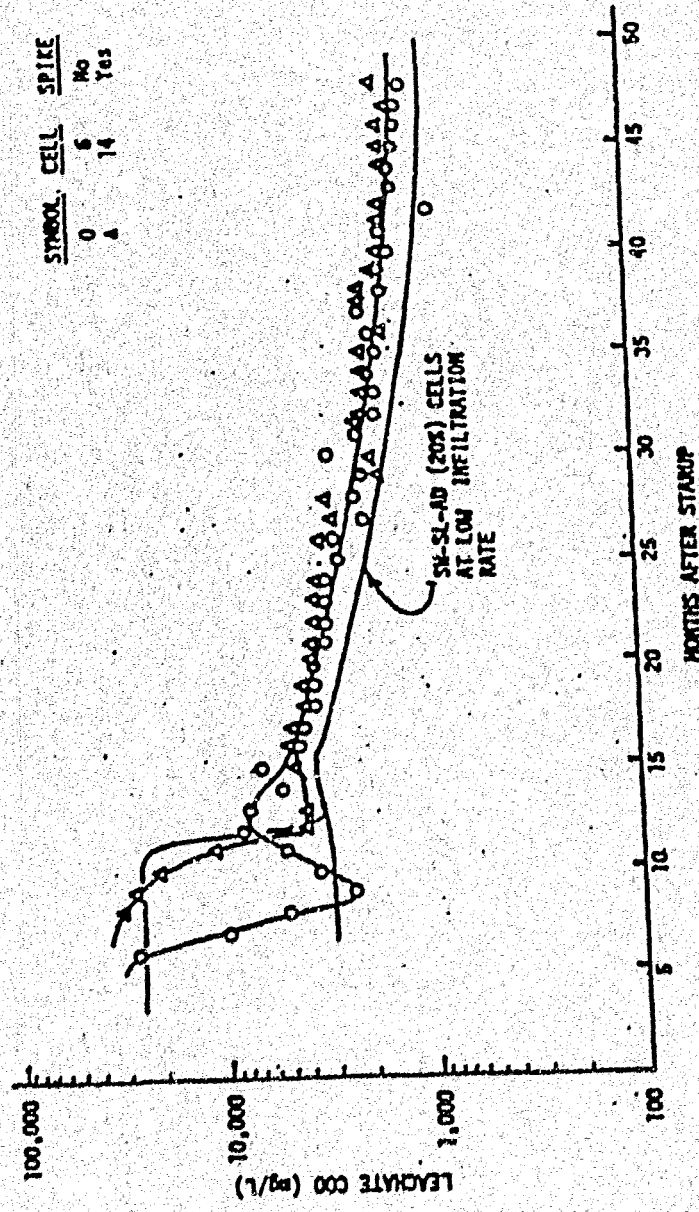 SYMBOL. CELL SPIKE
O 6 No
Δ 14 Yes
100,000
10,000
1,000
100
LEACHATE COD (mg/L)
SW-SL-AD (20%) CELLS
AT LOW INFILTRATION
RATE
5 10 15 20 25 30 35 40 45 50
MONTHS AFTER STARUP